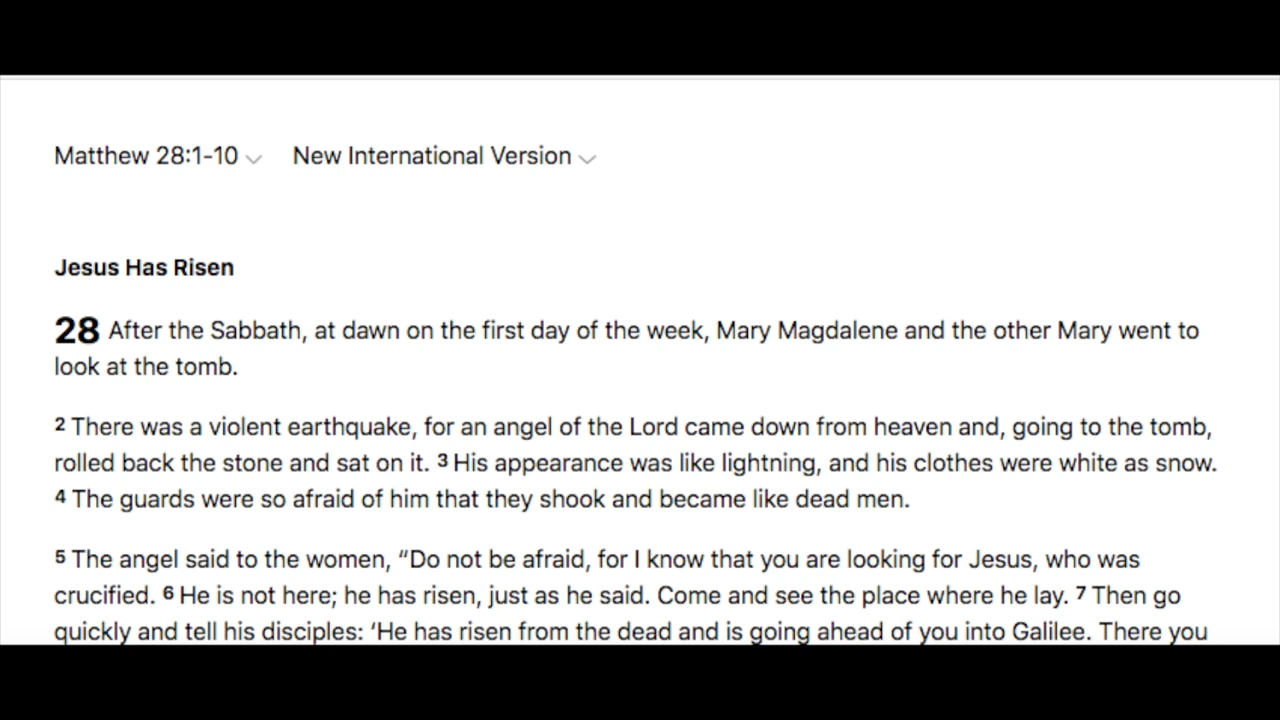 Matthew 28:1-10 New International Version
Jesus Has Risen
28 After the Sabbath, at dawn on the first day of the week, Mary Magdalene and the other Mary went to
look at the tomb.
2 There was a violent earthquake, for an angel of the Lord came down from heaven and, going to the tomb,
rolled back the stone and sat on it. 3 His appearance was like lightning, and his clothes were white as snow.
4 The guards were so afraid of him that they shook and became like dead men.
5 The angel said to the women, “Do not be afraid, for I know that you are looking for Jesus, who was
crucified. 6 He is not here; he has risen, just as he said. Come and see the place where he lay. 7 Then go
quickly and tell his disciples: ‘He has risen from the dead and is going ahead of you into Galilee. There you